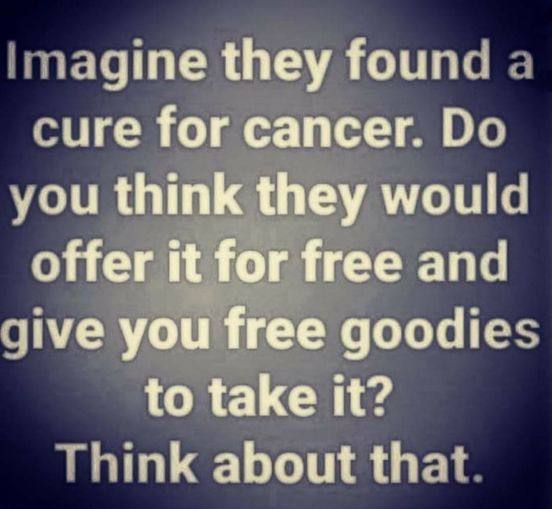 Imagine they found a
cure for cancer. Do
you think they would
offer it for free and
give you free goodies
to take it?
Think about that.